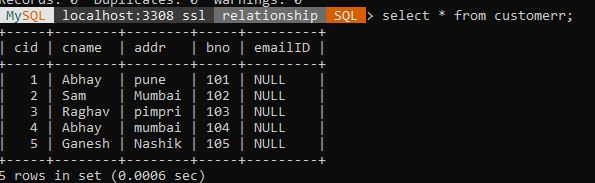 Records: 0  Duplicates: 0  Warnings: 0
MySQL  localhost:3308 ssl  relationship  SQL > select * from customerr;
+-----+--------+--------+-----+---------+
| cid | cname  | addr   | bno | emailID |
+-----+--------+--------+-----+---------+
|   1 | Abhay  | pune   | 101 | NULL    |
|   2 | Sam    | Mumbai | 102 | NULL    |
|   3 | Raghav | pimpri | 103 | NULL    |
|   4 | Abhay  | mumbai | 104 | NULL    |
|   5 | Ganesh | Nashik | 105 | NULL    |
+-----+--------+--------+-----+---------+
5 rows in set (0.0006 sec)